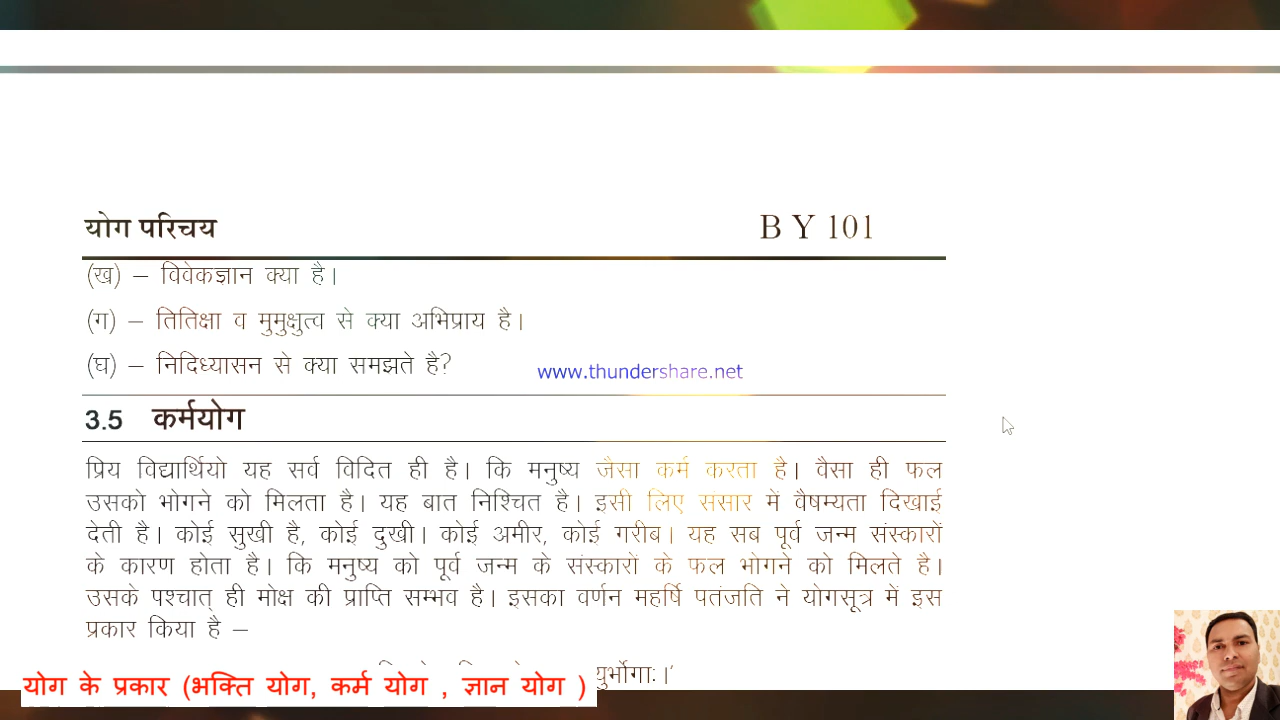 योग परिचय B Y 101
(ख) – विवेकज्ञान क्या है।
(ग) – तितिक्षा व मुमुक्षुत्व से क्या अभिप्राय है।
(घ) – निदिध्यासन से क्या समझते है?
www.thundershare.net
3.5 कर्मयोग
प्रिय विद्यार्थियो यह सर्व विदित ही है। कि मनुष्य जैसा कर्म करता है। वैसा ही फल
उसको भोगने को मिलता है। यह बात निश्चित है। इसी लिए संसार में वैषम्यता दिखाई
देती है। कोई सुखी है, कोई दुखी। कोई अमीर, कोई गरीब। यह सब पूर्व जन्म संस्कारों
के कारण होता है। कि मनुष्य को पूर्व जन्म के संस्कारों के फल भोगने को मिलते है।
उसके पश्चात् ही मोक्ष की प्राप्ति सम्भव है। इसका वर्णन महर्षि पतंजति ने योगसूत्र में इस
प्रकार किया है –
योग के प्रकार (भक्ति योग, कर्म योग , ज्ञान योग )